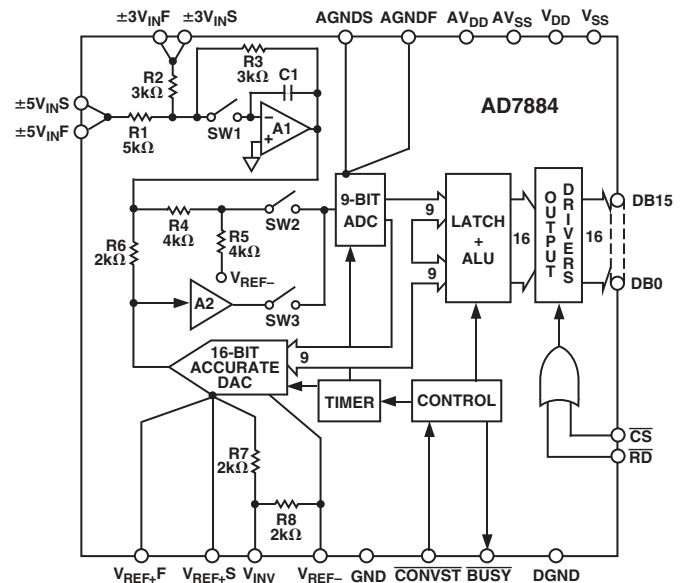 ±3VINF ±3VINS AGNDS AGNDF AVDD AVSS VDD VSS
AD7884
R3
3kΩ
R2
3kΩ
C1
±5VINS
±5VINF
R1
5kΩ
SW1
−
+
A1
9-BIT
ADC
R4
4kΩ
SW2
R5
4kΩ
VREF–
R6
2kΩ
A2
SW3
9
9
LATCH
+
ALU
16
OUTPUT
DRIVERS
16
DB15
DB0
16-BIT
ACCURATE
DAC
9
TIMER
CONTROL
CS
RD
R7
2kΩ
R8
2kΩ
VREF+F VREF+S VINV VREF– GND CONVST BUSY DGND